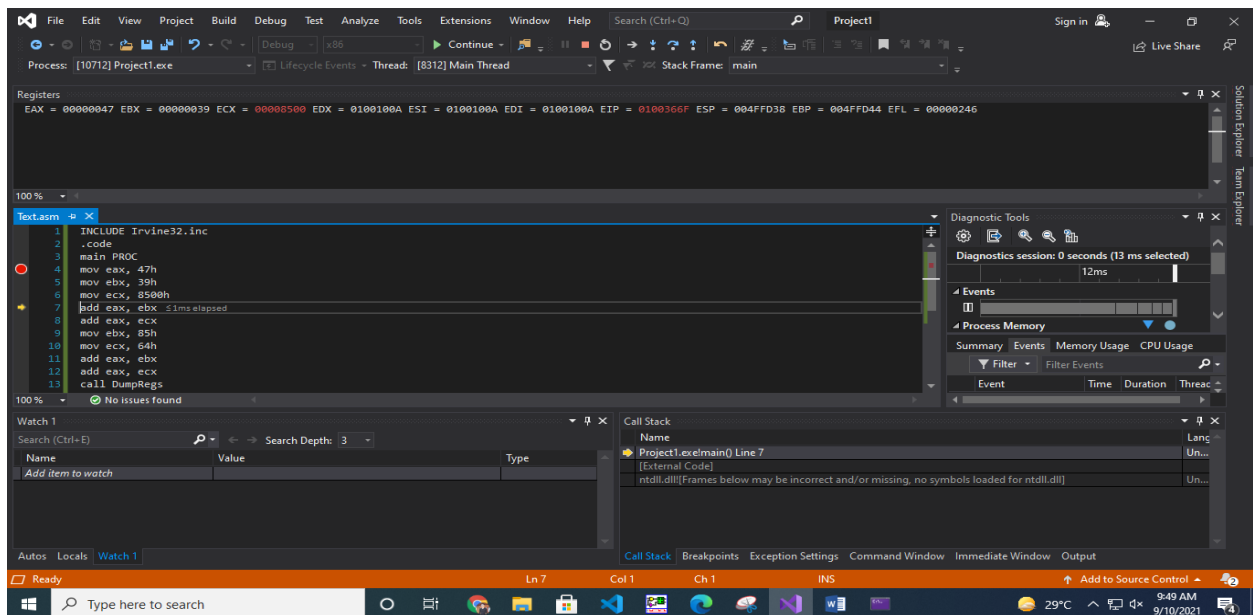 File Edit View Project Build Debug Test Analyze Tools Extensions Window Help Search (Ctrl+Q) Project1 Sign in
Debug x86 Continue Live Share
Process: [10712] Project1.exe Lifecycle Events Thread: [8312] Main Thread Stack Frame: main
Registers
EAX = 00000047 EBX = 00000039 ECX = 00008500 EDX = 0100100A ESI = 0100100A EDI = 0100100A EIP = 0100366F ESP = 004FFD38 EBP = 004FFD44 EFL = 00000246
100 %
Solution Explorer
Team Explorer
Text.asm
1 INCLUDE Irvine32.inc
2 .code
3 main PROC
4 mov eax, 47h
5 mov ebx, 39h
6 mov ecx, 8500h
7 add eax, ebx ≤1ms elapsed
8 add eax, ecx
9 mov ebx, 85h
10 mov ecx, 64h
11 add eax, ebx
12 add eax, ecx
13 call DumpRegs
100 % No issues found
Diagnostic Tools
Diagnostics session: 0 seconds (13 ms selected)
12ms
Events
Process Memory
Summary Events Memory Usage CPU Usage
Filter Filter Events
Event Time Duration Thread
Watch 1
Search (Ctrl+E) Search Depth: 3
Name Value Type
Add item to watch
Autos Locals Watch 1
Call Stack
Name Lang
Project1.exe!main() Line 7 Un...
[External Code]
ntdll.dll![Frames below may be incorrect and/or missing, no symbols loaded for ntdll.dll] Un...
Call Stack Breakpoints Exception Settings Command Window Immediate Window Output
Ready Ln 7 Col 1 Ch 1 INS Add to Source Control 2
Type here to search 29°C 9:49 AM
9/10/2021 4